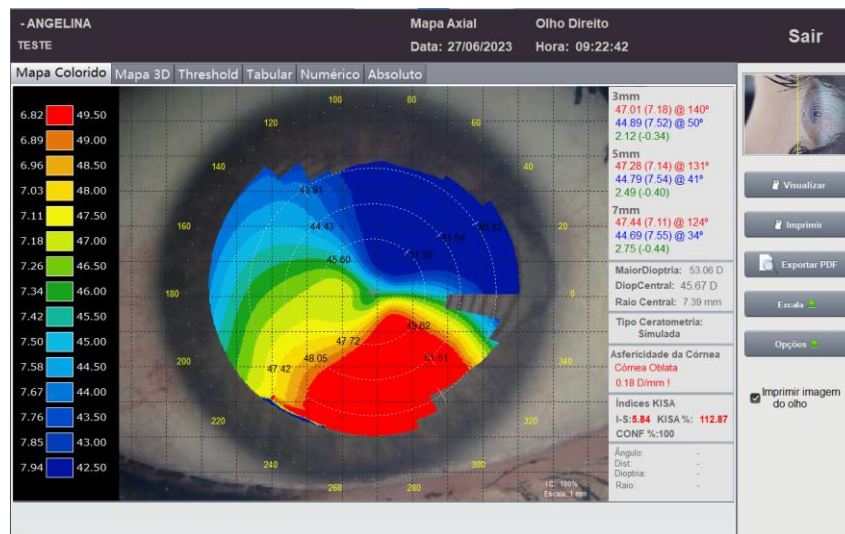 - ANGELINA
TESTE
Mapa Axial
Data: 27/06/2023
Olho Direito
Hora: 09:22:42
Sair
Mapa Colorido
Mapa 3D
Threshold
Tabular
Numérico
Absoluto
6.82 49.50
6.89 49.00
6.96 48.50
7.03 48.00
7.11 47.50
7.18 47.00
7.26 46.50
7.34 46.00
7.42 45.50
7.50 45.00
7.58 44.50
7.67 44.00
7.76 43.50
7.85 43.00
7.94 42.50
100 80
120 60
140 40
43.91
160 44.43 20
45.60
180 0
49.62
47.72
48.05 51.51
47.42
200 340
220 320
240 300
260 280
I.C. 100%
Escala: 1 mm
3mm
47.01 (7.18) @ 140º
44.89 (7.52) @ 50º
2.12 (-0.34)
5mm
47.28 (7.14) @ 131º
44.79 (7.54) @ 41º
2.49 (-0.40)
7mm
47.44 (7.11) @ 124º
44.69 (7.55) @ 34º
2.75 (-0.44)
MaiorDioptria: 53.06 D
DiopCentral: 45.67 D
Raio Central: 7.39 mm
Tipo Ceratometria:
Simulada
Asfericidade da Córnea
Córnea Oblata
0.18 D/mm !
Índices KISA
I-S:5.84 KISA%: 112.87
CONF %:100
Ângulo: -
Dist: -
Dioptria: -
Raio: -
Visualizar
Imprimir
Exportar PDF
Escala
Opções
Imprimir imagem
do olho